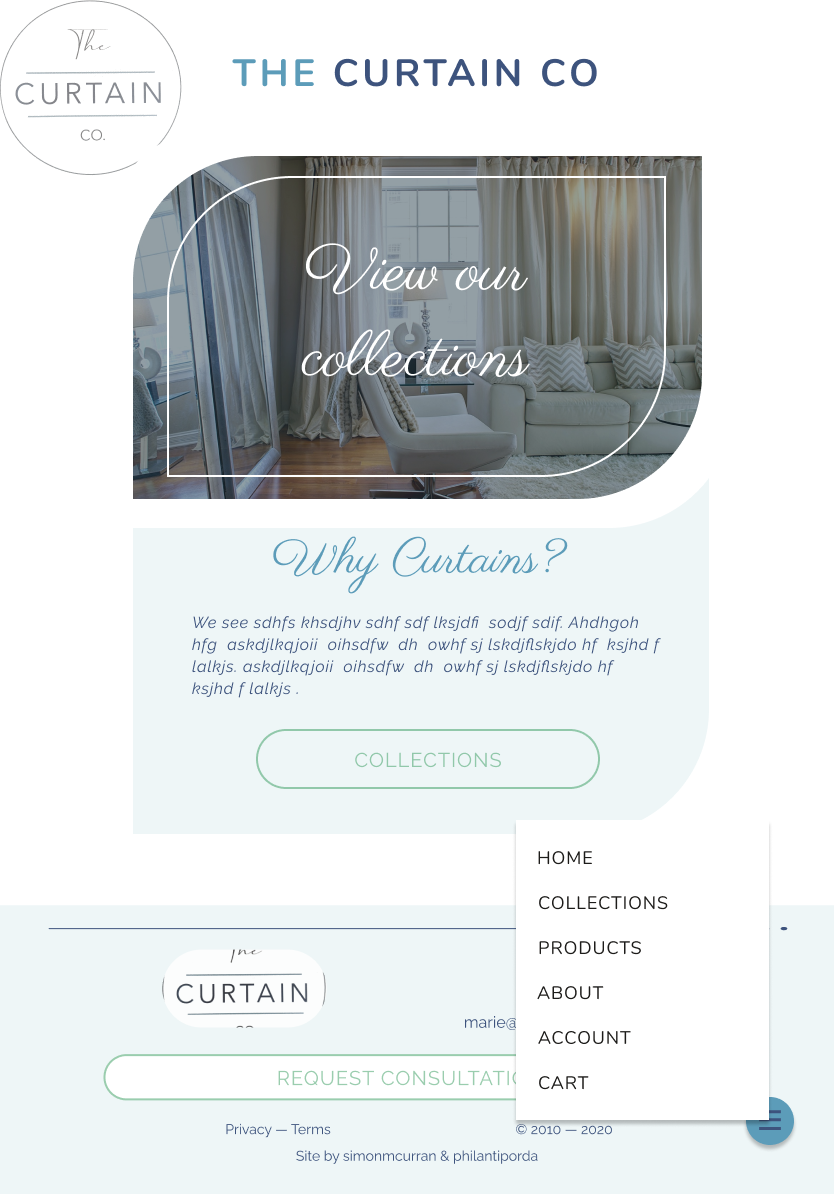 The
CURTAIN
CO.
THE CURTAIN CO
View our
collections
Why Curtains?
We see sdhfs khsdjhv sdhf sdf lksjdfi sodjf sdif. Ahdhgoh
hfg askdjlkqjoii oihsdfw dh owhf sj lskdjflskjdo hf ksjhd f
lalkjs. askdjlkqjoii oihsdfw dh owhf sj lskdjflskjdo hf
ksjhd f lalkjs .
COLLECTIONS
HOME
COLLECTIONS
PRODUCTS
ABOUT
ACCOUNT
CART
The
CURTAIN
CO
marie@
REQUEST CONSULTATIO
Privacy — Terms
© 2010 — 2020
Site by simonmcurran & philantiporda